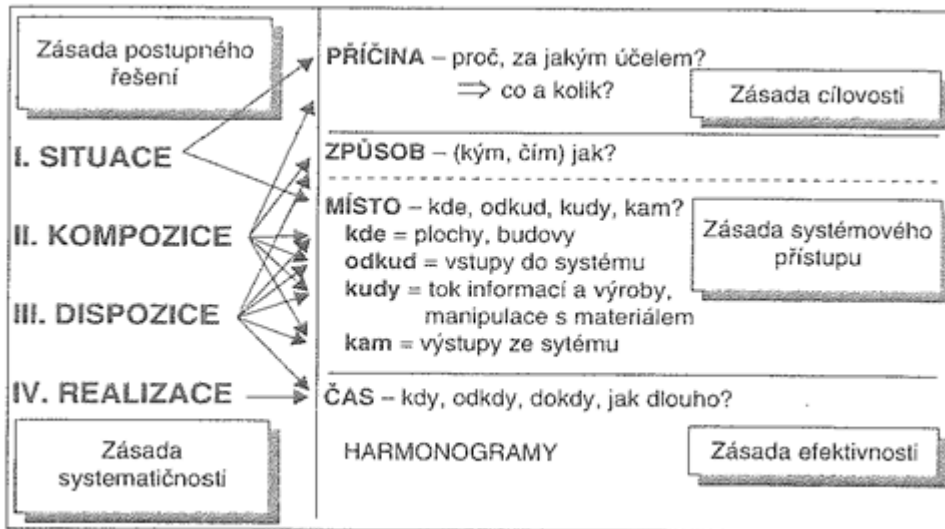 Zásada postupného
řešení
I. SITUACE
II. KOMPOZICE
III. DISPOZICE
IV. REALIZACE
Zásada
systematičnosti
PŘÍČINA – proč, za jakým účelem?
⇒ co a kolik?
Zásada cílovosti
ZPŮSOB – (kým, čím) jak?
MÍSTO – kde, odkud, kudy, kam?
kde = plochy, budovy
odkud = vstupy do systému
kudy = tok informací a výroby,
manipulace s materiálem
kam = výstupy ze sytému
Zásada systémového
přístupu
ČAS – kdy, odkdy, dokdy, jak dlouho?
HARMONOGRAMY
Zásada efektivnosti